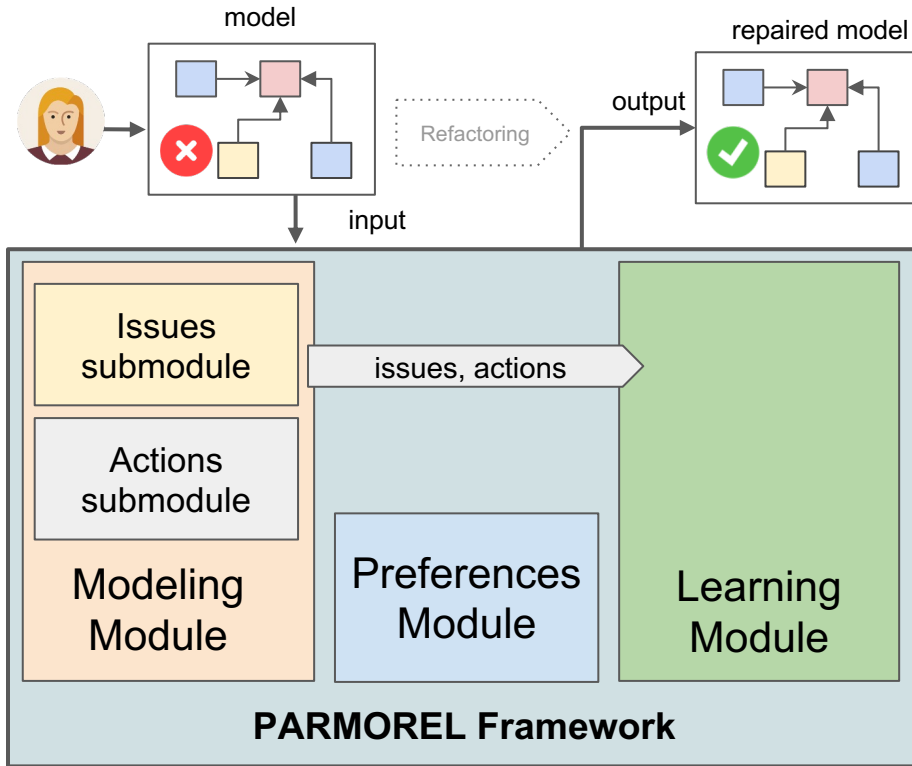 model
repaired model
output
Refactoring
input
Issues
submodule
issues, actions
Actions
submodule
Modeling
Module
Preferences
Module
Learning
Module
PARMOREL Framework